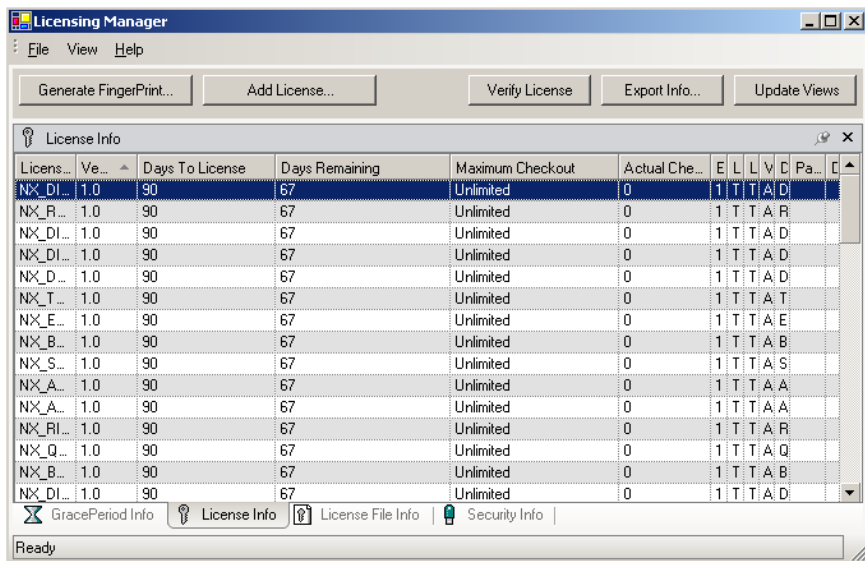 Licensing Manager
File View Help
Generate FingerPrint... Add License... Verify License Export Info... Update Views
License Info
Licens... Ve... Days To License Days Remaining Maximum Checkout Actual Che... E L L V D Pa... D
NX_DI... 1.0 90 67 Unlimited 0 1 T T A D
NX_R... 1.0 90 67 Unlimited 0 1 T T A R
NX_DI... 1.0 90 67 Unlimited 0 1 T T A D
NX_DI... 1.0 90 67 Unlimited 0 1 T T A D
NX_D... 1.0 90 67 Unlimited 0 1 T T A D
NX_T... 1.0 90 67 Unlimited 0 1 T T A T
NX_E... 1.0 90 67 Unlimited 0 1 T T A E
NX_B... 1.0 90 67 Unlimited 0 1 T T A B
NX_S... 1.0 90 67 Unlimited 0 1 T T A S
NX_A... 1.0 90 67 Unlimited 0 1 T T A A
NX_A... 1.0 90 67 Unlimited 0 1 T T A A
NX_RI... 1.0 90 67 Unlimited 0 1 T T A R
NX_Q... 1.0 90 67 Unlimited 0 1 T T A Q
NX_B... 1.0 90 67 Unlimited 0 1 T T A B
NX_DI... 1.0 90 67 Unlimited 0 1 T T A D
GracePeriod Info License Info License File Info Security Info
Ready